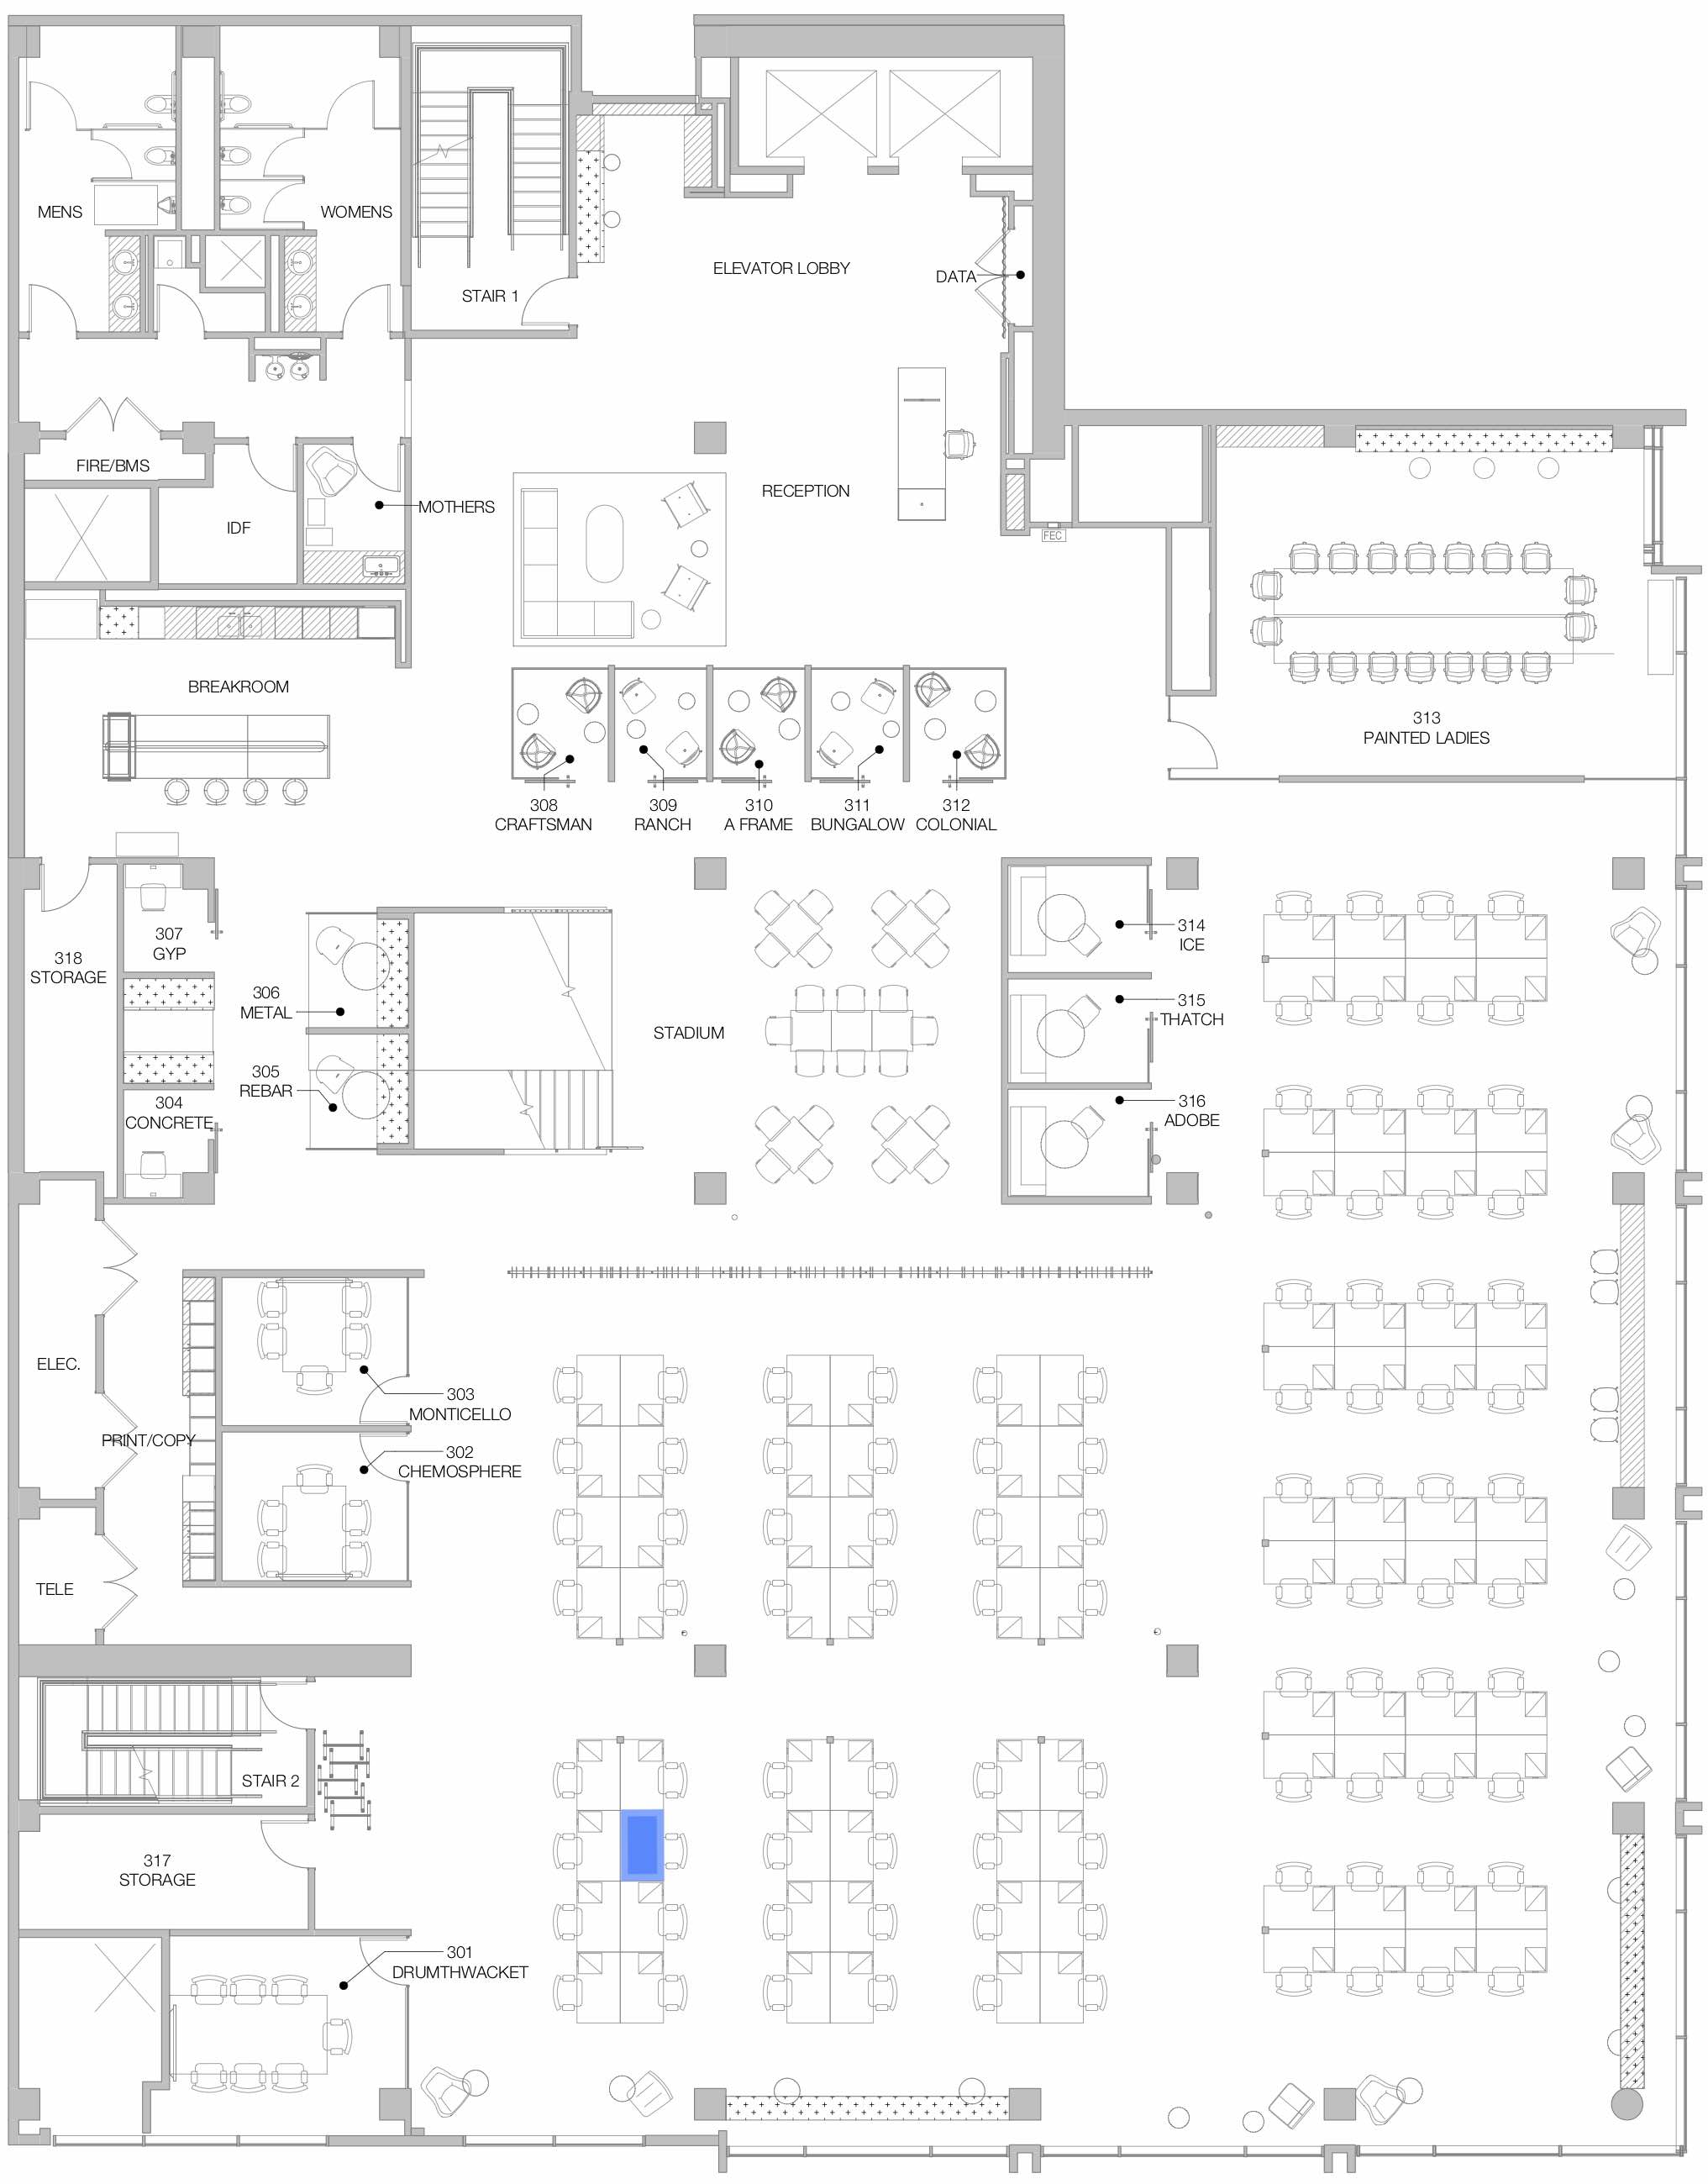 MENS
WOMENS
STAIR 1
ELEVATOR LOBBY
DATA
FIRE/BMS
IDF
MOTHERS
RECEPTION
FEC
BREAKROOM
313
PAINTED LADIES
308
CRAFTSMAN
309
RANCH
310
A FRAME
311
BUNGALOW
312
COLONIAL
307
GYP
318
STORAGE
306
METAL
305
REBAR
304
CONCRETE
STADIUM
314
ICE
315
THATCH
316
ADOBE
ELEC.
303
MONTICELLO
PRINT/COPY
302
CHEMOSPHERE
TELE
STAIR 2
317
STORAGE
301
DRUMTHWACKET